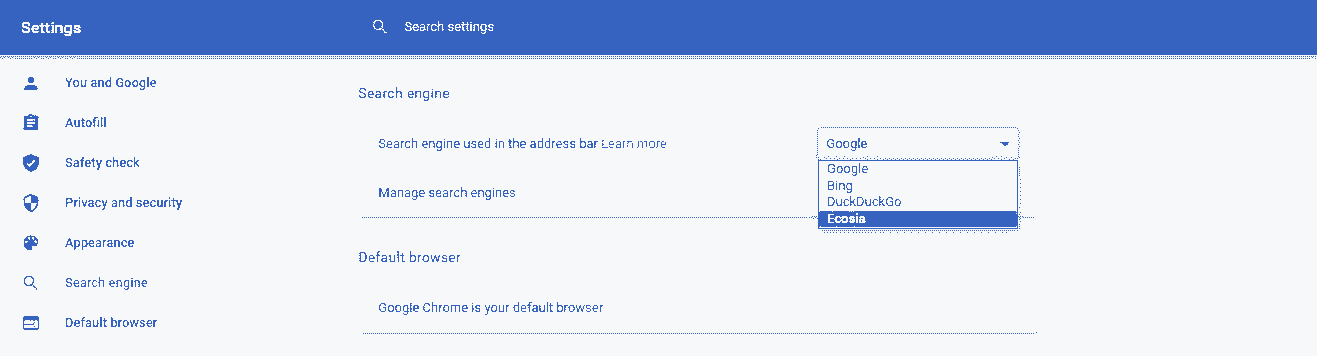 Settings
Search settings
You and Google
Autofill
Safety check
Privacy and security
Appearance
Search engine
Default browser
Search engine
Search engine used in the address bar Learn more
Google
Google
Bing
DuckDuckGo
Ecosia
Manage search engines
Default browser
Google Chrome is your default browser